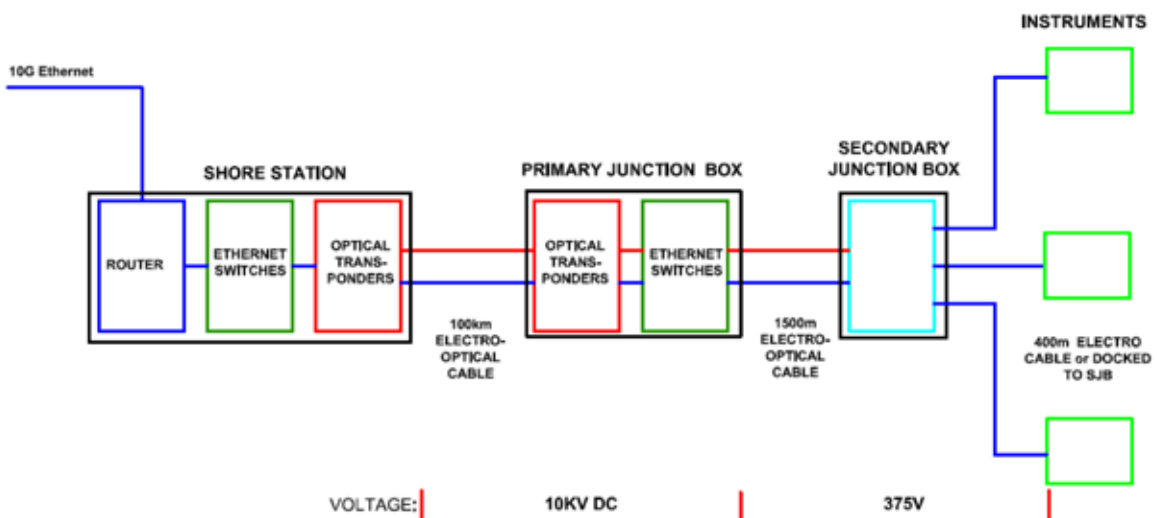 INSTRUMENTS
10G Ethernet
SHORE STATION
PRIMARY JUNCTION BOX
SECONDARY
JUNCTION BOX
ROUTER
ETHERNET
SWITCHES
OPTICAL
TRANS-
PONDERS
OPTICAL
TRANS-
PONDERS
ETHERNET
SWITCHES
100km
ELECTRO-
OPTICAL
CABLE
1500m
ELECTRO-
OPTICAL
CABLE
400m ELECTRO
CABLE or DOCKED
TO SJB
VOLTAGE:
10KV DC
375V